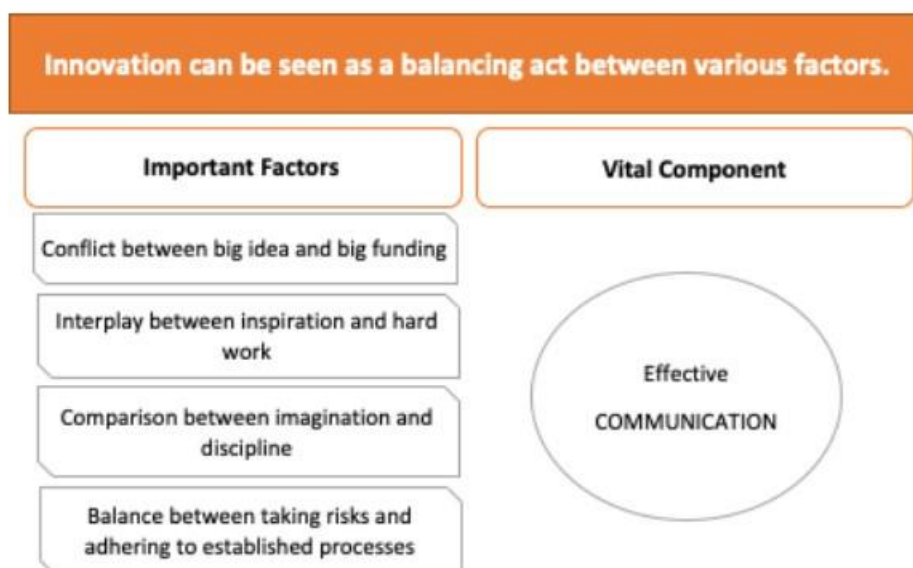 Innovation can be seen as a balancing act between various factors.
Important Factors
Conflict between big idea and big funding
Interplay between inspiration and hard
work
Comparison between imagination and
discipline
Balance between taking risks and
adhering to established processes
Vital Component
Effective
COMMUNICATION